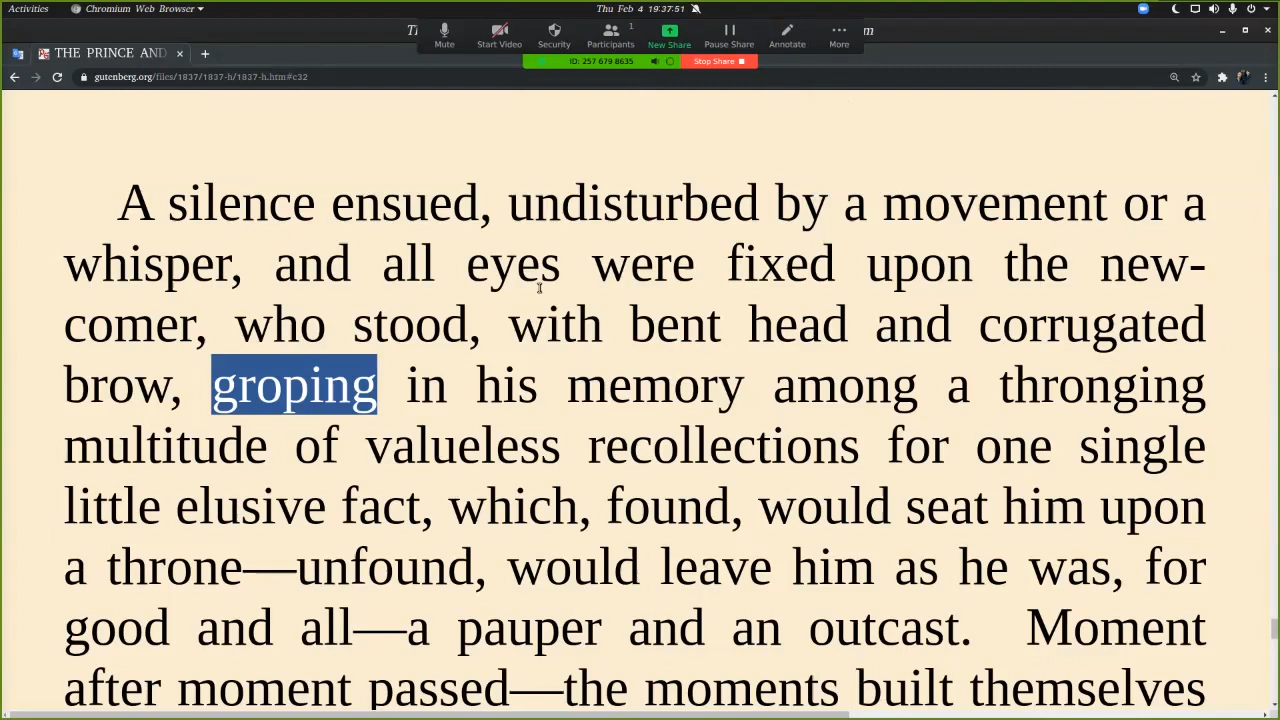 Activities
Chromium Web Browser
Thu Feb 4 19:37:51
Mute
Start Video
Security
Participants
1
New Share
Pause Share
Annotate
More
THE PRINCE AND
ID: 257 679 8635
Stop Share
gutenberg.org/files/1837/1837-h/1837-h.htm#c32
A silence ensued, undisturbed by a movement or a
whisper, and all eyes were fixed upon the new-
comer, who stood, with bent head and corrugated
brow, groping in his memory among a thronging
multitude of valueless recollections for one single
little elusive fact, which, found, would seat him upon
a throne—unfound, would leave him as he was, for
good and all—a pauper and an outcast. Moment
after moment passed—the moments built themselves